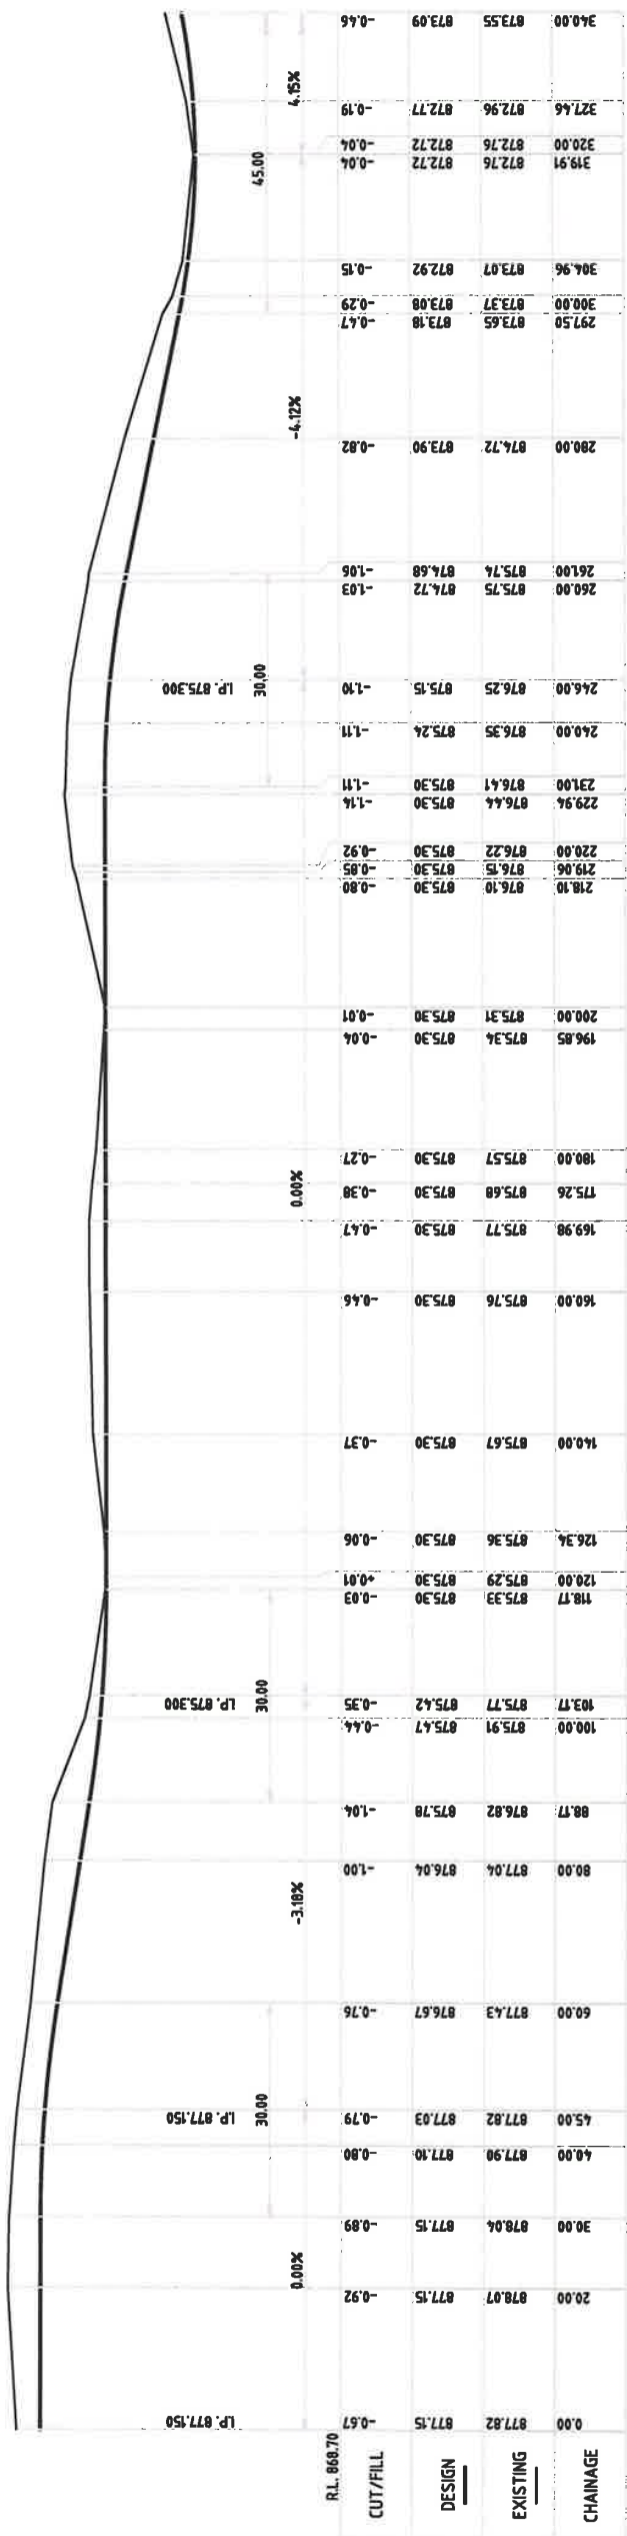 I.P. 877.150 I.P. 877.150 I.P. 875.300 I.P. 875.300
30.00 30.00 30.00 45.00
0.00% -3.18% 0.00% -4.12% 4.15%
R.L. 868.70
CUT/FILL -0.67 -0.92 -0.89 -0.80 -0.79 -0.76 -1.00 -1.04 -0.44 -0.35 -0.03 +0.01 -0.06 -0.37 -0.46 -0.47 -0.38 -0.27 -0.04 -0.01 -0.80 -0.85 -0.92 -1.14 -1.11 -1.11 -1.10 -1.03 -1.06 -0.82 -0.47 -0.29 -0.15 -0.04 -0.04 -0.19 -0.46
DESIGN 877.15 877.15 877.15 877.10 877.03 876.67 876.04 875.78 875.47 875.42 875.30 875.30 875.30 875.30 875.30 875.30 875.30 875.30 875.30 875.30 875.30 875.30 875.30 875.30 875.30 875.24 875.15 874.72 874.68 873.90 873.18 873.08 872.92 872.72 872.72 872.77 873.09
EXISTING 877.82 878.07 878.04 877.90 877.82 877.43 877.04 876.82 875.91 875.77 875.33 875.29 875.36 875.67 875.76 875.77 875.68 875.57 875.34 875.31 876.10 876.15 876.22 876.44 876.41 876.35 876.25 875.75 875.74 874.72 873.65 873.37 873.07 872.76 872.76 872.96 873.55
CHAINAGE 0.00 20.00 30.00 40.00 45.00 60.00 80.00 88.17 100.00 103.17 118.17 120.00 126.34 140.00 160.00 169.98 175.26 180.00 196.85 200.00 218.10 219.06 220.00 229.94 231.00 240.00 246.00 260.00 261.00 280.00 297.50 300.00 304.96 319.91 320.00 327.46 340.00